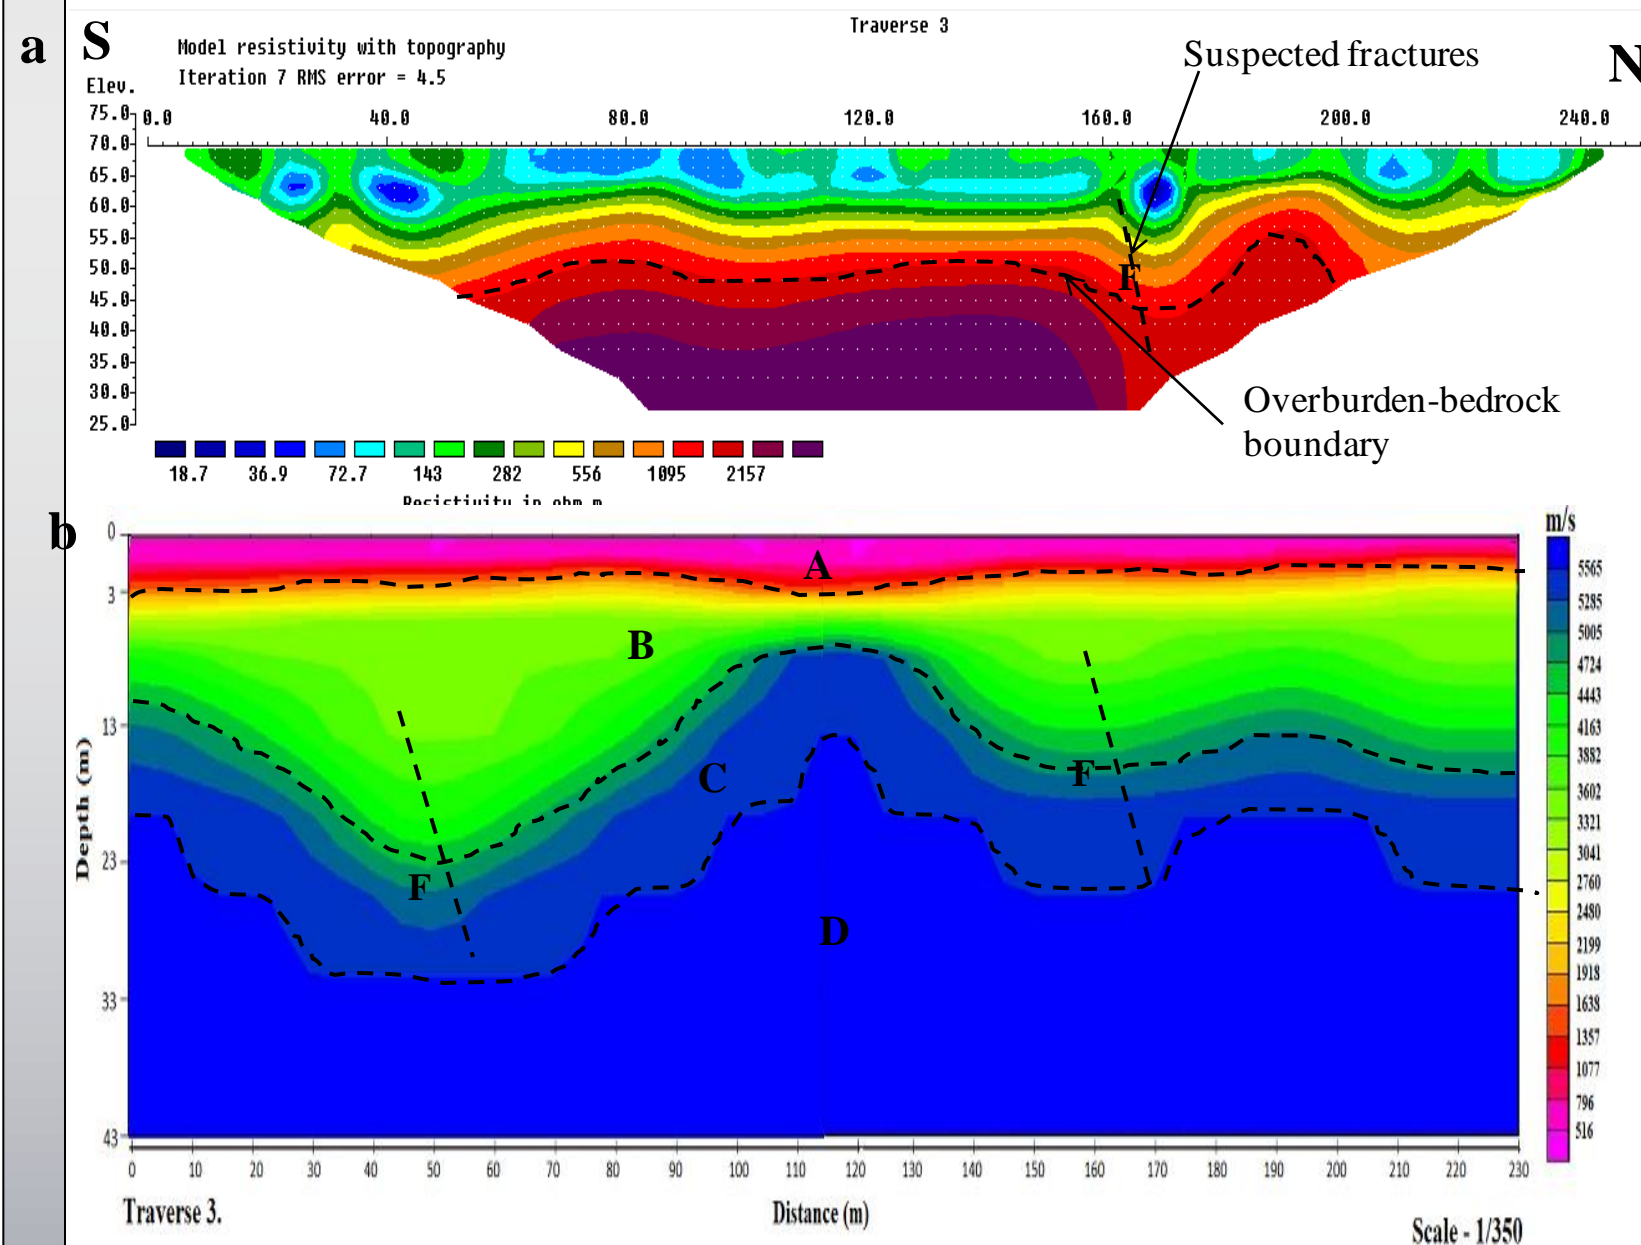 a
S
Traverse 3
Model resistivity with topography
Suspected fractures
N
Iteration 7 RMS error = 4.5
Elev.
75.0
0.0 40.0 80.0 120.0 160.0 200.0 240.0
70.0
65.0
60.0
55.0
50.0
F
45.0
40.0
35.0
30.0
25.0
Overburden-bedrock
boundary
18.7 36.9 72.7 143 282 556 1095 2157
Resistivity in ohm.m
b
m/s
0
A
3
B
13
C
F
23
F
D
33
43
Depth (m)
5565
5285
5005
4724
4443
4163
3882
3602
3321
3041
2760
2480
2199
1918
1638
1357
1077
796
516
0 10 20 30 40 50 60 70 80 90 100 110 120 130 140 150 160 170 180 190 200 210 220 230
Traverse 3.
Distance (m)
Scale - 1/350